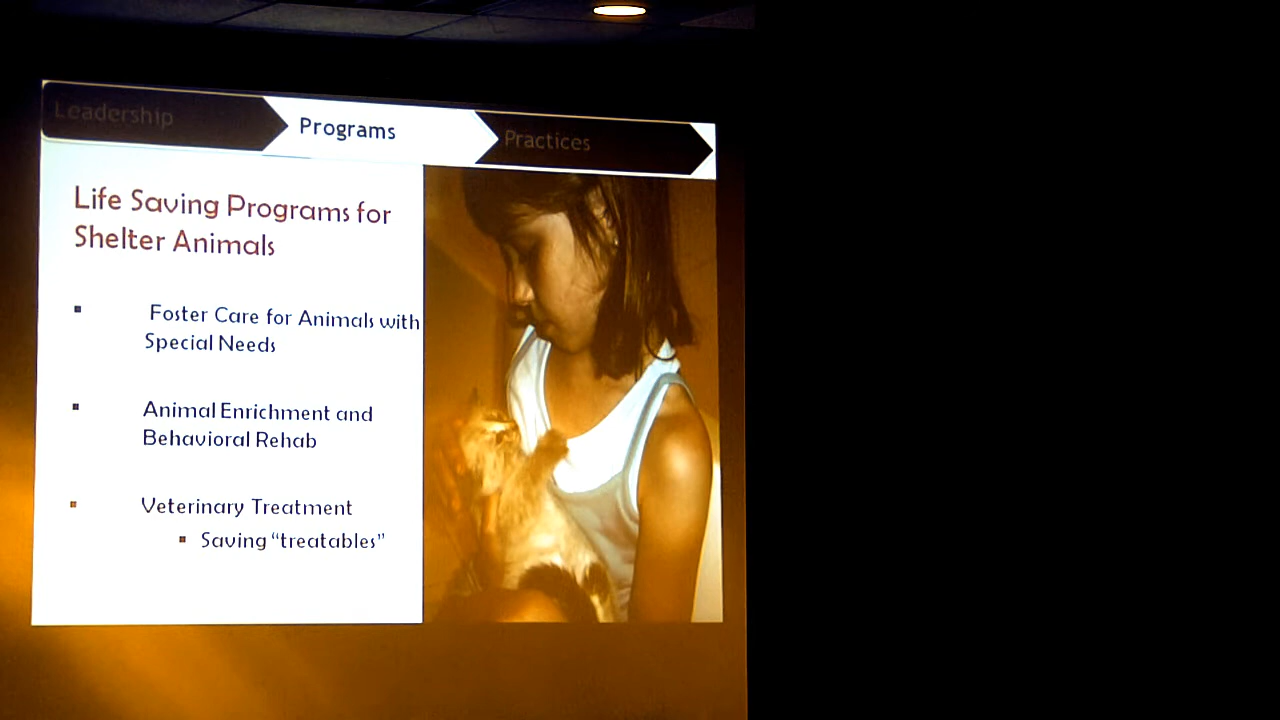 Leadership
Programs
Practices
Life Saving Programs for
Shelter Animals
Foster Care for Animals with
Special Needs
Animal Enrichment and
Behavioral Rehab
Veterinary Treatment
Saving “treatables”